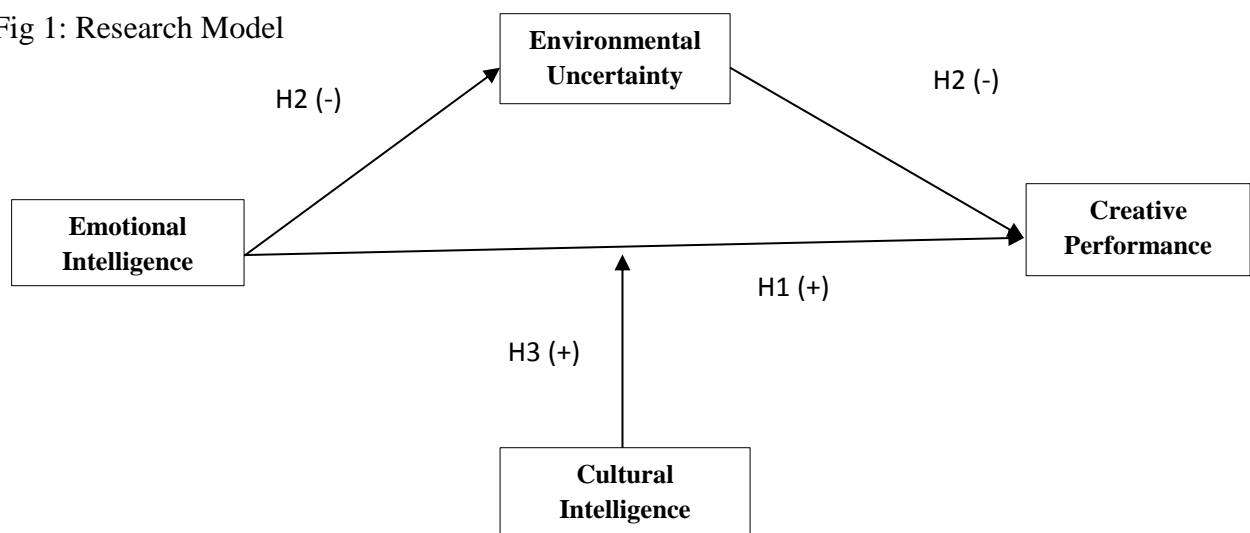 Fig 1: Research Model
Environmental
Uncertainty
H2 (-)
H2 (-)
Emotional
Intelligence
Creative
Performance
H1 (+)
H3 (+)
Cultural
Intelligence